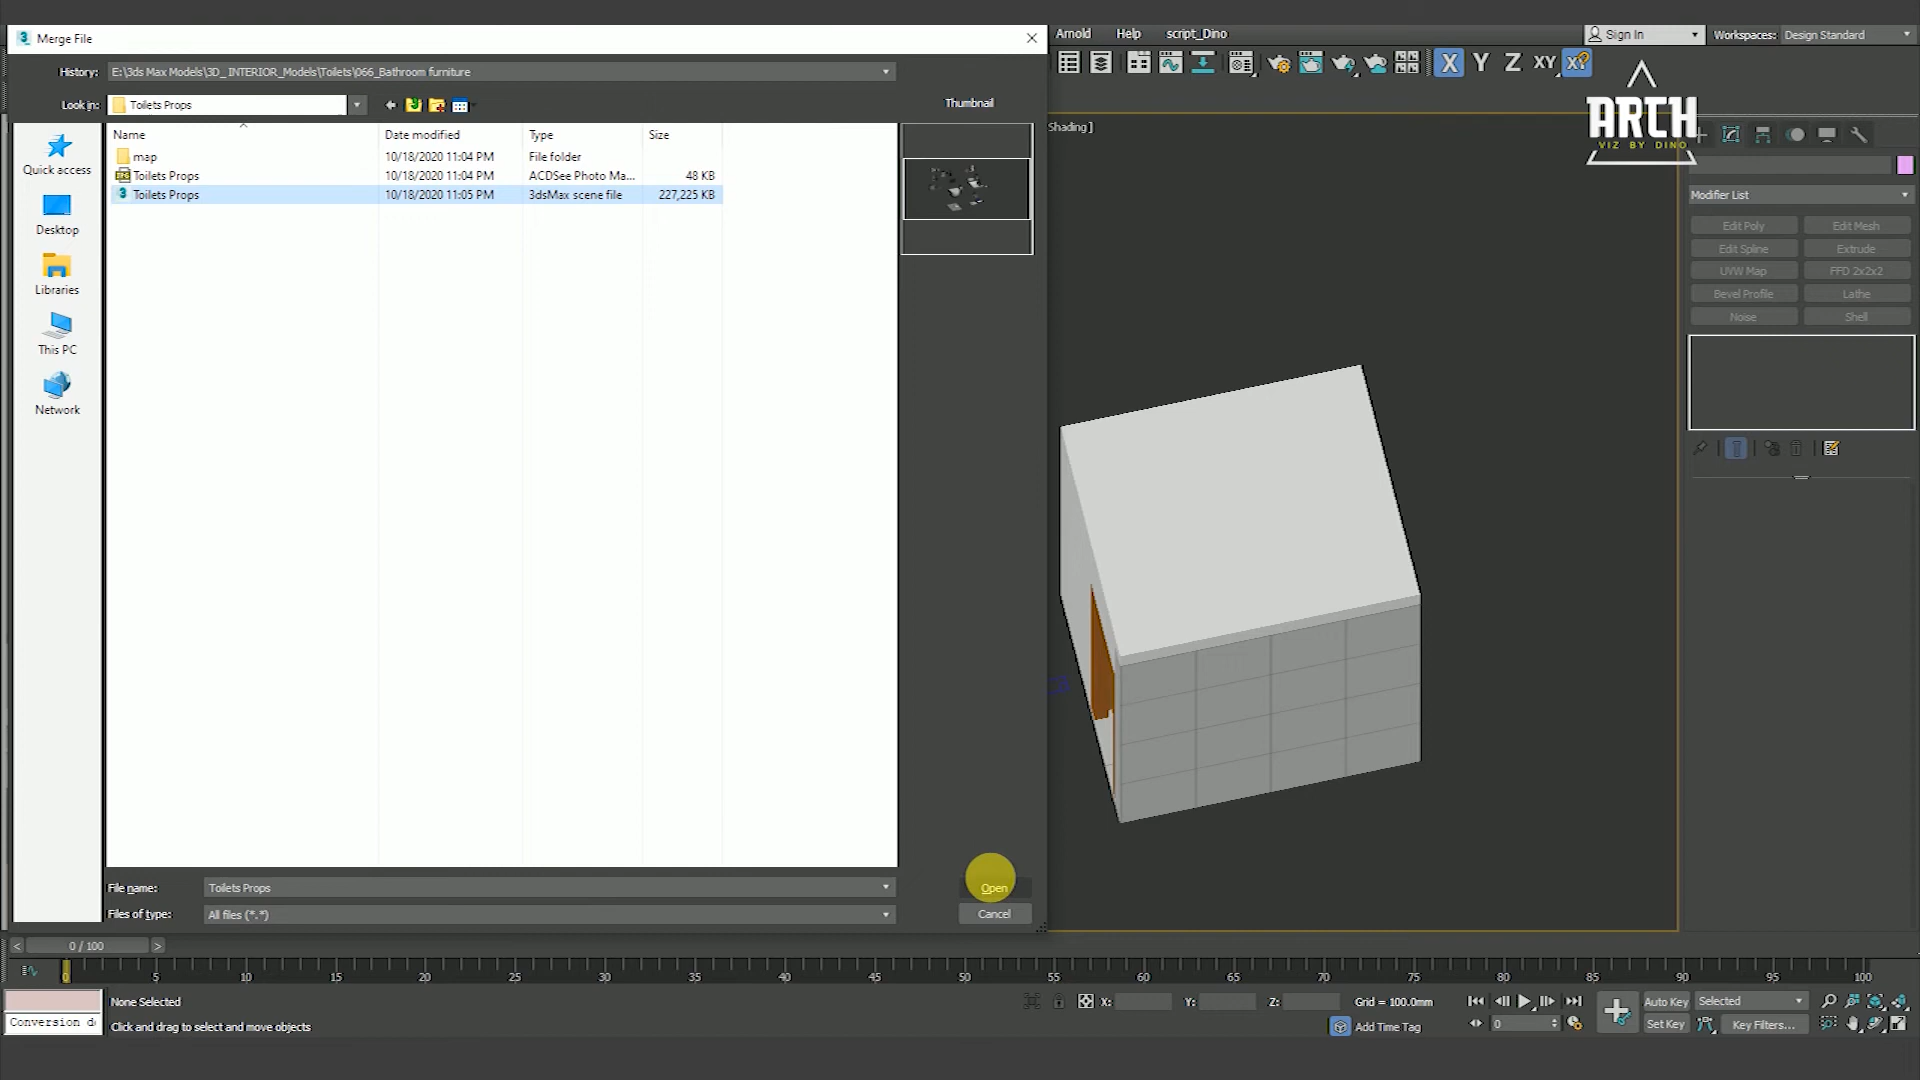 Merge File
History:
E:\3ds Max Models\3D_ INTERIOR_Models\Toilets\066_Bathroom furniture
Look in:
Toilets Props
Thumbnail
Name
Date modified
Type
Size
map
10/18/2020 11:04 PM
File folder
Toilets Props
10/18/2020 11:04 PM
ACDSee Photo Ma...
48 KB
Toilets Props
10/18/2020 11:05 PM
3dsMax scene file
227,225 KB
Quick access
Desktop
Libraries
This PC
Network
File name:
Toilets Props
Open
Files of type:
All files (*.*)
Cancel
Arnold
Help
script_Dino
Sign In
Workspaces:
Design Standard
X
Y
Z
XY
XY
Shading ]
ARCH
VIZ BY DINO
Modifier List
Edit Poly
Edit Mesh
Edit Spline
Extrude
UVW Map
FFD 2x2x2
Bevel Profile
Lathe
Noise
Shell
<
0 / 100
>
0
5
10
15
20
25
30
35
40
45
50
55
60
65
70
75
80
85
90
95
100
None Selected
X:
Y:
Z:
Grid = 100.0mm
Auto Key
Selected
Conversion d
Click and drag to select and move objects
Add Time Tag
0
Set Key
Key Filters...